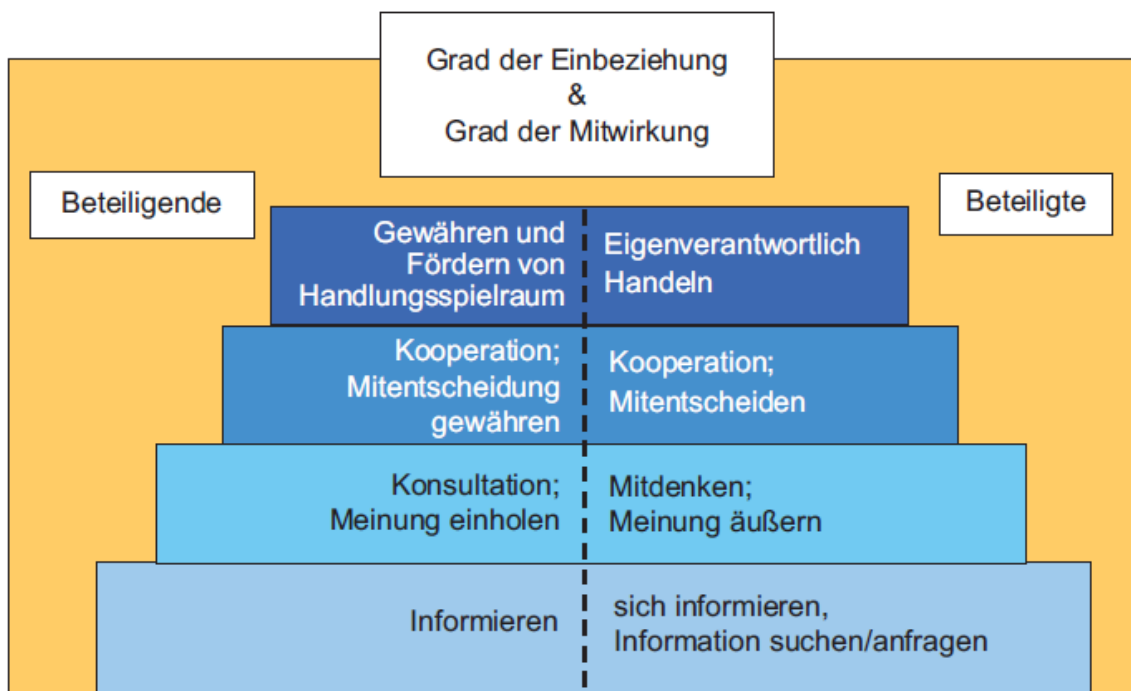 Grad der Einbeziehung
&
Grad der Mitwirkung
Beteiligende
Beteiligte
Gewähren und
Fördern von
Handlungsspielraum
Eigenverantwortlich
Handeln
Kooperation;
Mitentscheidung
gewähren
Kooperation;
Mitentscheiden
Konsultation;
Meinung einholen
Mitdenken;
Meinung äußern
Informieren
sich informieren,
Information suchen/anfragen